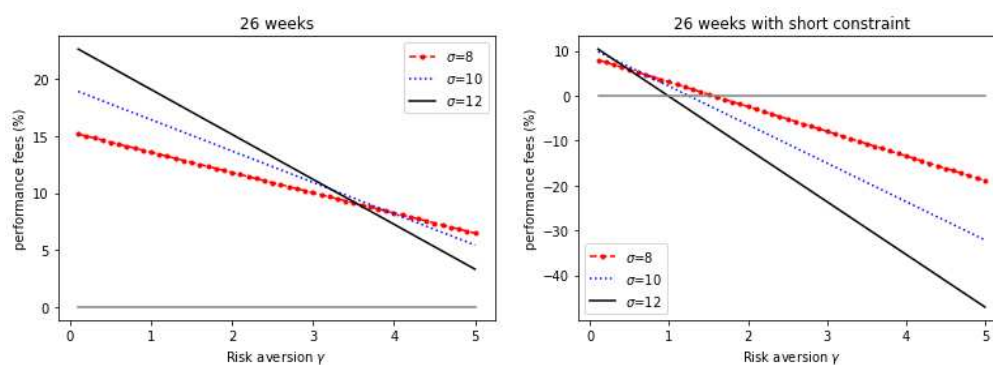 26 weeks
performance fees (%)
20
15
10
5
0
σ=8
σ=10
σ=12
0 1 2 3 4 5
Risk aversion γ
26 weeks with short constraint
performance fees (%)
10
0
−10
−20
−30
−40
σ=8
σ=10
σ=12
0 1 2 3 4 5
Risk aversion γ